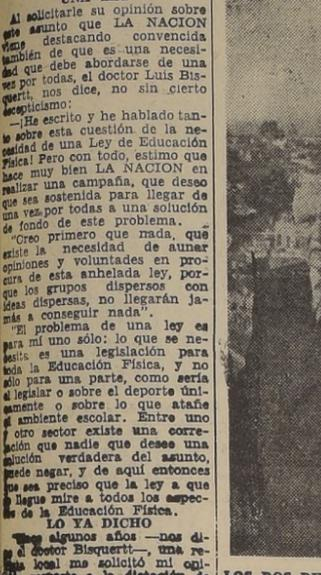 Al solicitarle su opinión sobre
este asunto que LA NACION
viene destacando convencida
también de que es una necesi-
dad que debe abordarse de una
vez por todas, el doctor Luis Bis-
quertt, nos dice, no sin cierto
escepticismo:
—¡He escrito y he hablado tan-
to sobre esta cuestión de la ne-
cesidad de una Ley de Educación
Física! Pero con todo, estimo que
hace muy bien LA NACION en
realizar una campaña, que deseo
que sea sostenida para llegar de
una vez por todas a una solución
de fondo de este problema.
"Creo primero que nada, que
existe la necesidad de aunar
opiniones y voluntades en pro-
cura de esta anhelada ley, por-
que los grupos dispersos con
ideas dispersas, no llegarán ja-
más a conseguir nada".
"El problema de una ley es
para mí uno sólo: lo que se ne-
cesita es una legislación para
toda la Educación Física, y no
sólo para una parte, como sería
el legislar o sobre el deporte úni-
camente o sobre lo que atañe
al ambiente escolar. Entre uno
y otro sector existe una corre-
lación que nadie que desee una
solución verdadera del asunto,
puede negar, y de aquí entonces
que sea preciso que la ley a que
se llegue mire a todos los aspec-
tos de la Educación Física.
LO YA DICHO
algunos años —nos di-
ce el doctor Bisquertt—, una re-
vista local me solicitó mi opi-
LOS DOS DE